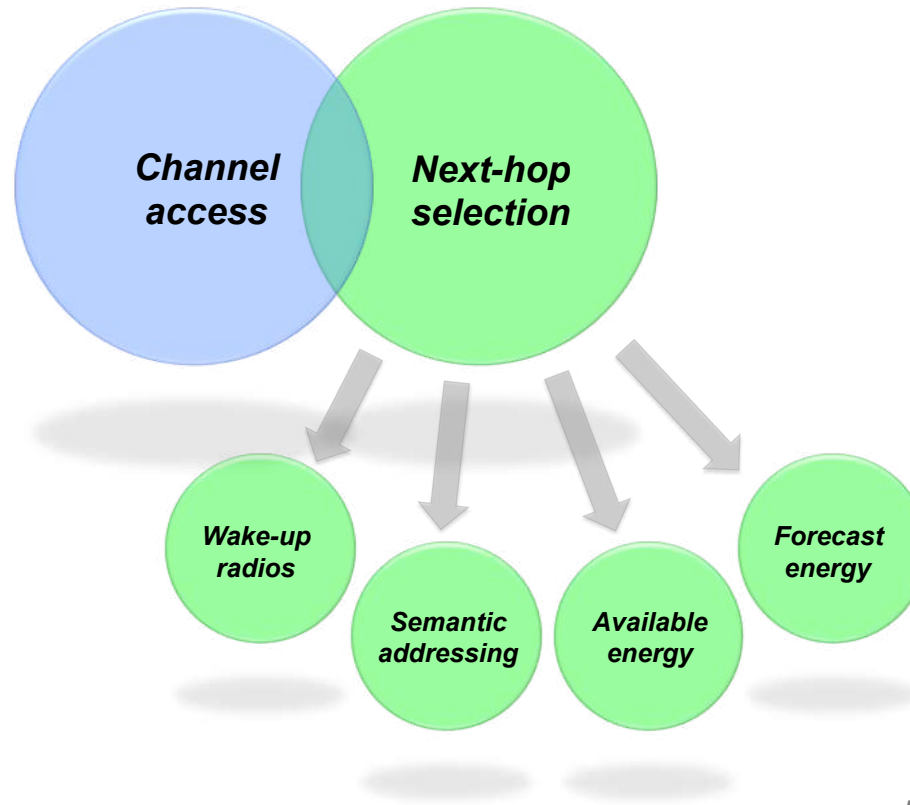 Channel
access
Next-hop
selection
Wake-up
radios
Semantic
addressing
Available
energy
Forecast
energy